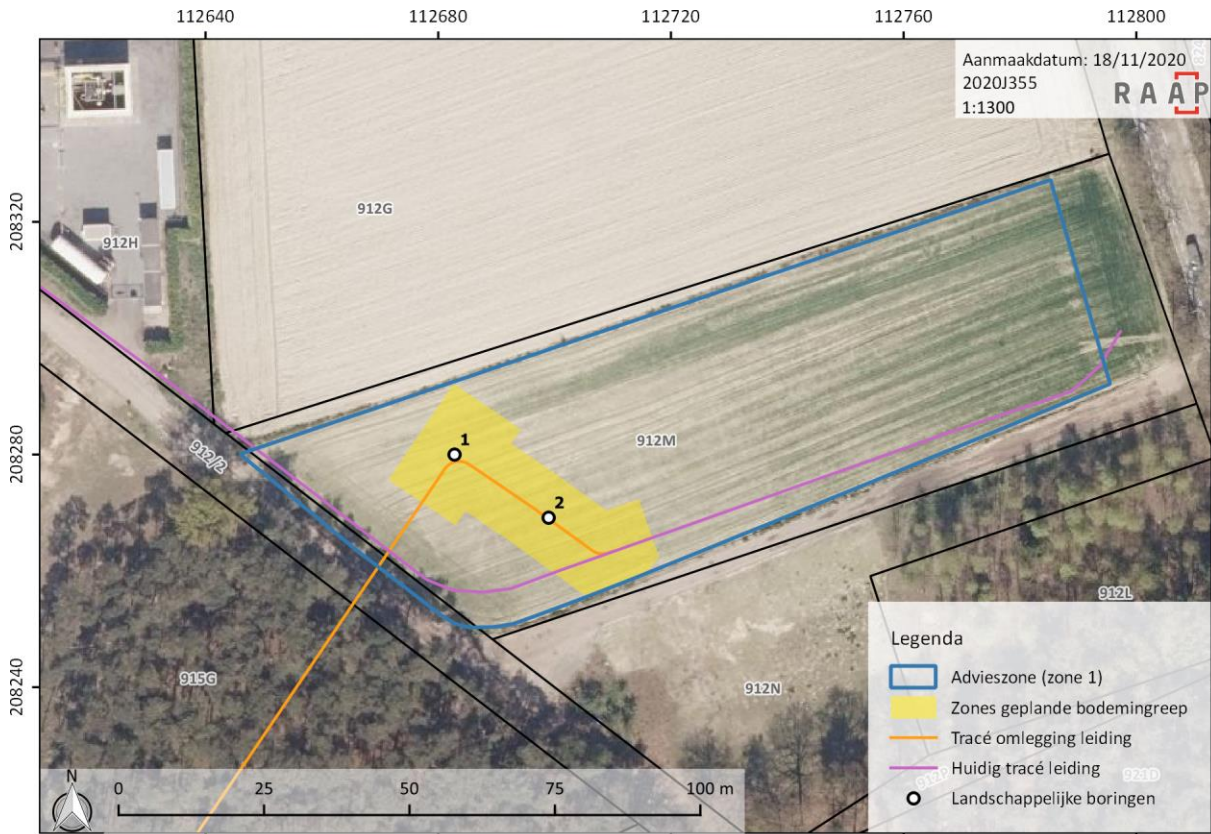 112640
112680
112720
112760
112800
Aanmaakdatum: 18/11/2020
2020J355
1:1300
RAAP
208320
208280
208240
912G
912H
1
2
912M
912/2
915G
912L
912N
912P
921D
Legenda
Advieszone (zone 1)
Zones geplande bodemingreep
Tracé omlegging leiding
Huidig tracé leiding
Landschappelijke boringen
N
0
25
50
75
100 m